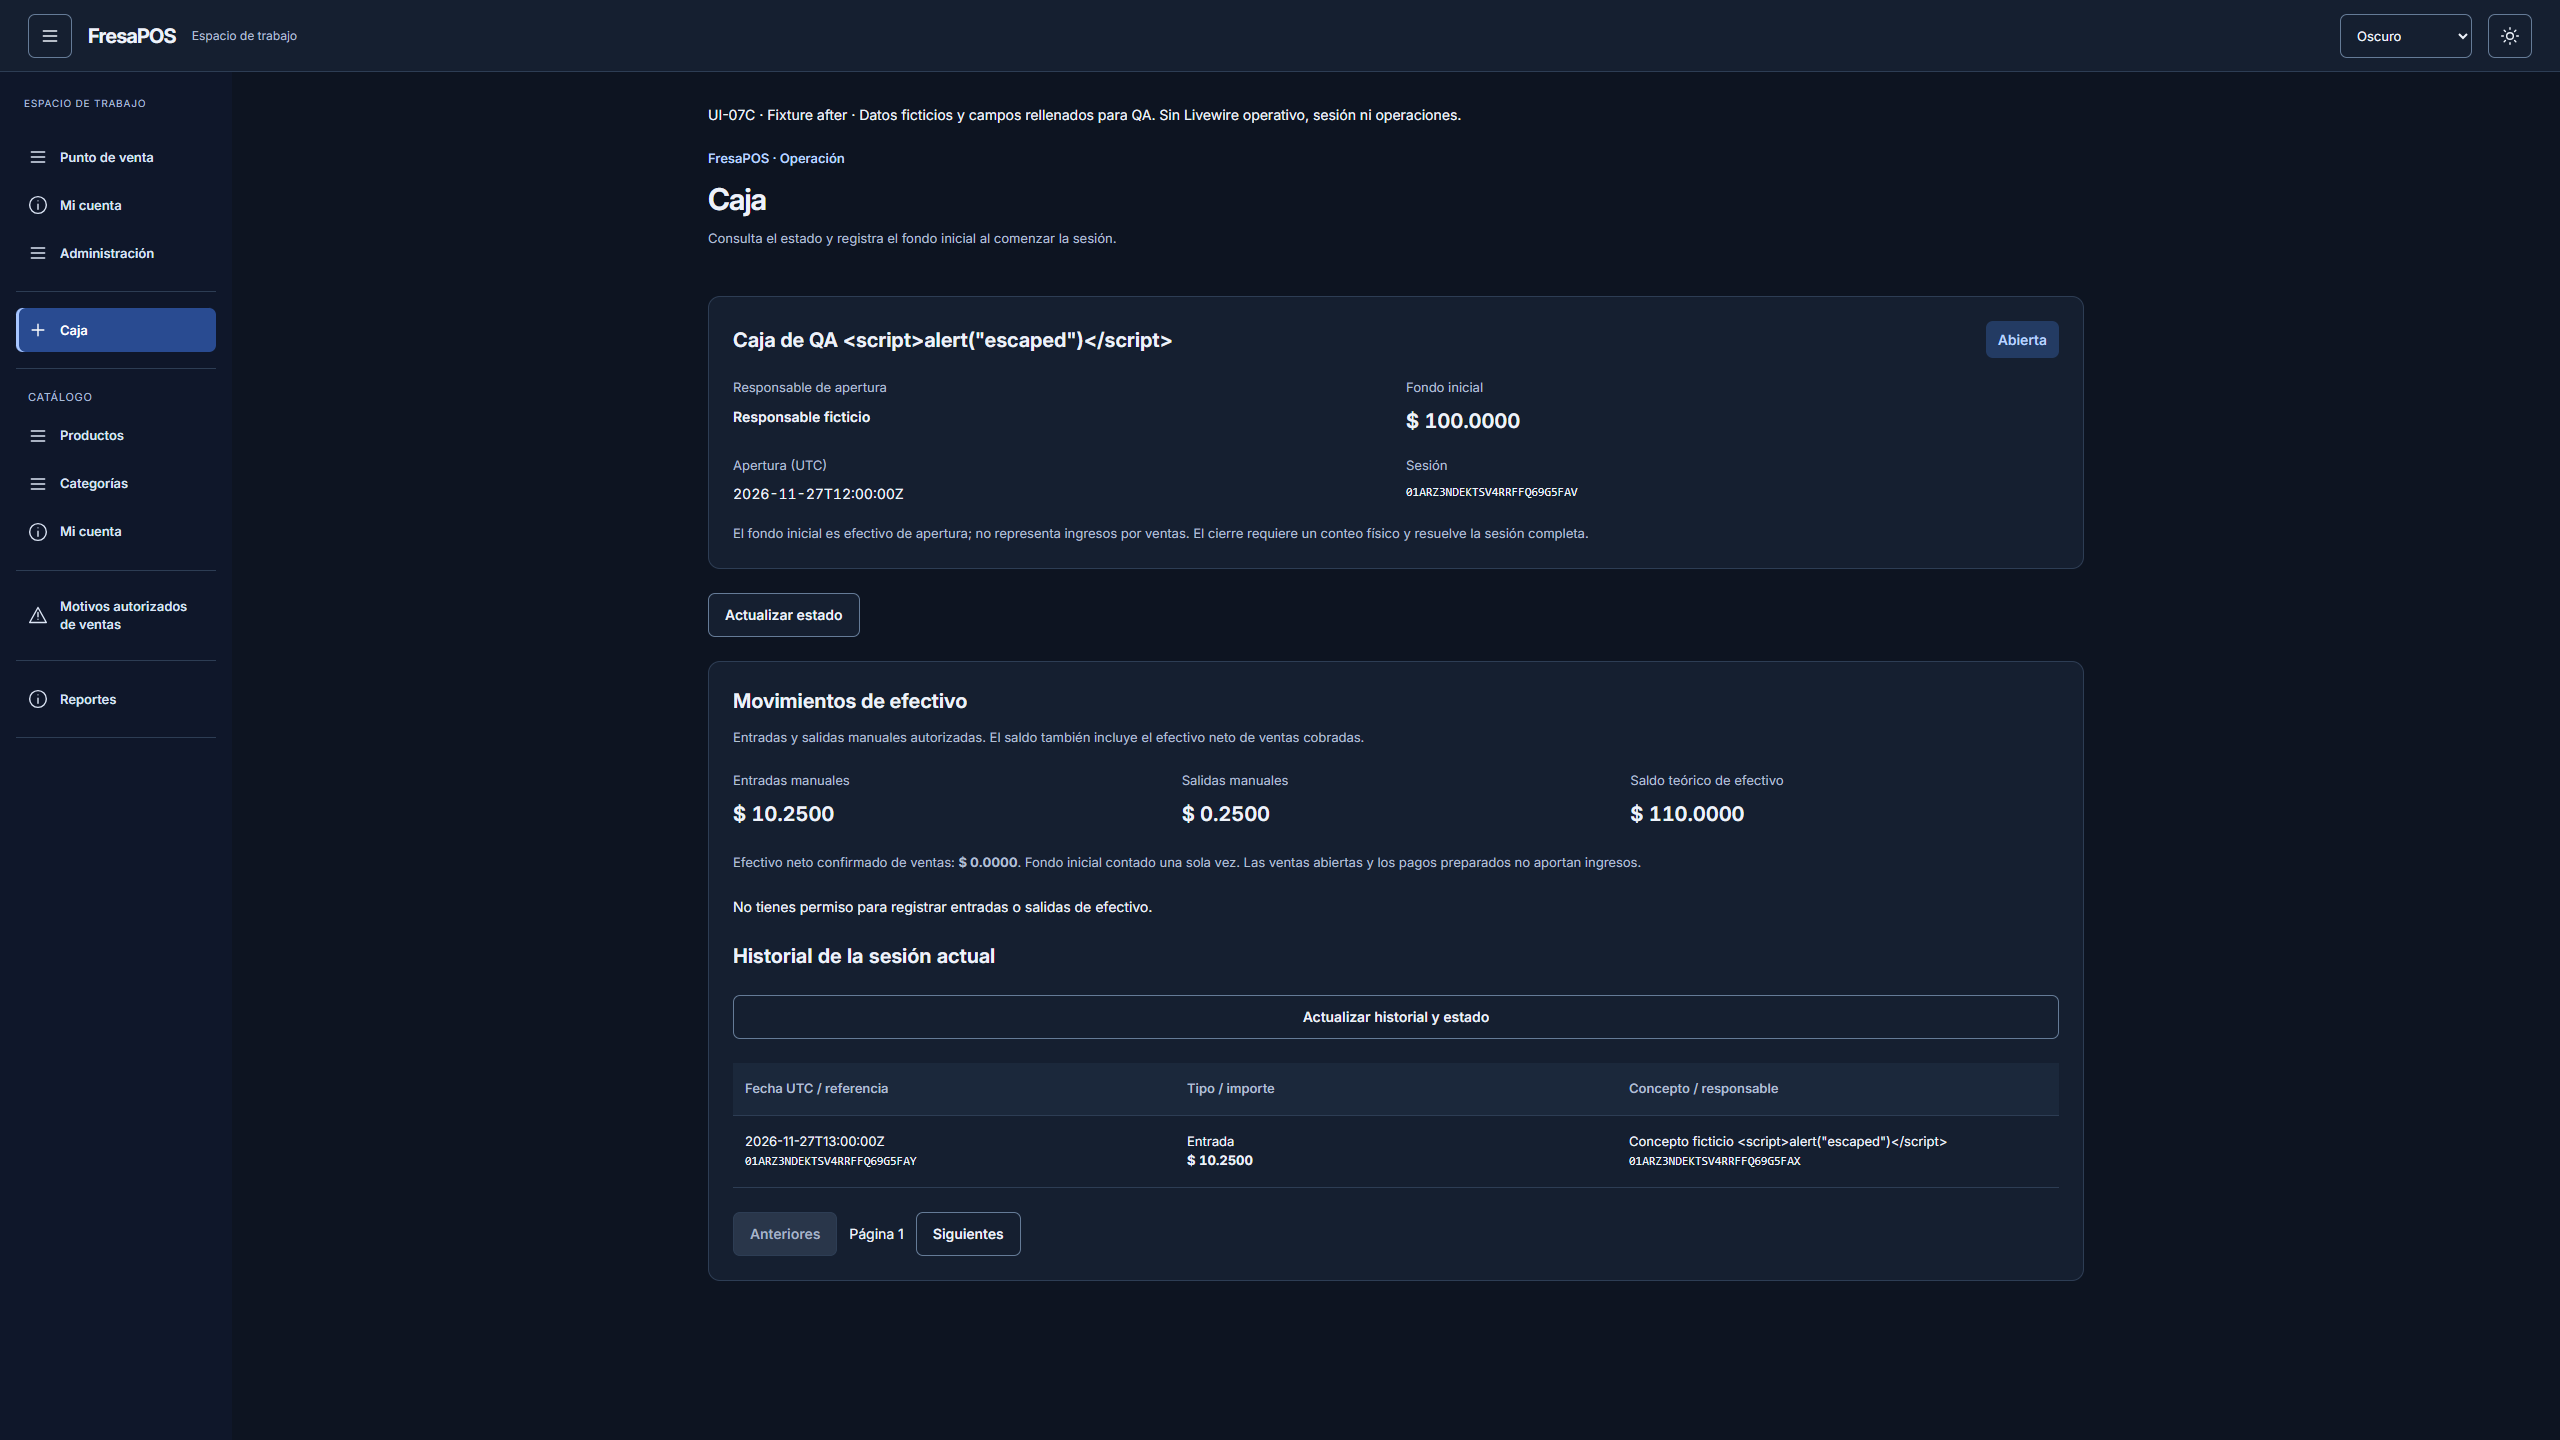 FresaPOS Espacio de trabajo
Oscuro
ESPACIO DE TRABAJO
Punto de venta
Mi cuenta
Administración
Caja
CATÁLOGO
Productos
Categorías
Mi cuenta
Motivos autorizados
de ventas
Reportes
UI-07C · Fixture after · Datos ficticios y campos rellenados para QA. Sin Livewire operativo, sesión ni operaciones.
FresaPOS · Operación
Caja
Consulta el estado y registra el fondo inicial al comenzar la sesión.
Caja de QA <script>alert("escaped")</script>
Abierta
Responsable de apertura
Responsable ficticio
Fondo inicial
$ 100.0000
Apertura (UTC)
2026-11-27T12:00:00Z
Sesión
01ARZ3NDEKTSV4RRFFQ69G5FAV
El fondo inicial es efectivo de apertura; no representa ingresos por ventas. El cierre requiere un conteo físico y resuelve la sesión completa.
Actualizar estado
Movimientos de efectivo
Entradas y salidas manuales autorizadas. El saldo también incluye el efectivo neto de ventas cobradas.
Entradas manuales
$ 10.2500
Salidas manuales
$ 0.2500
Saldo teórico de efectivo
$ 110.0000
Efectivo neto confirmado de ventas: $ 0.0000. Fondo inicial contado una sola vez. Las ventas abiertas y los pagos preparados no aportan ingresos.
No tienes permiso para registrar entradas o salidas de efectivo.
Historial de la sesión actual
Actualizar historial y estado
Fecha UTC / referencia Tipo / importe Concepto / responsable
2026-11-27T13:00:00Z Entrada Concepto ficticio <script>alert("escaped")</script>
01ARZ3NDEKTSV4RRFFQ69G5FAY $ 10.2500 01ARZ3NDEKTSV4RRFFQ69G5FAX
Anteriores Página 1 Siguientes